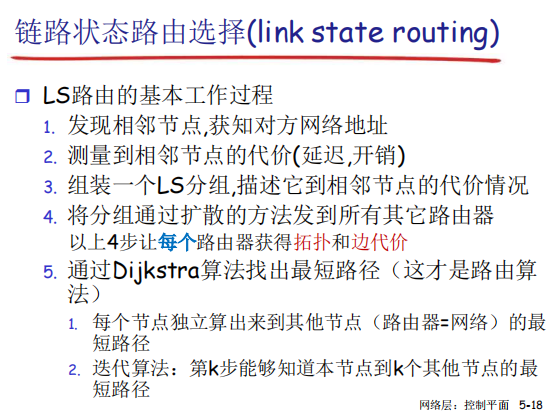 链路状态路由选择(link state routing)
LS路由的基本工作过程
1. 发现相邻节点,获知对方网络地址
2. 测量到相邻节点的代价(延迟,开销)
3. 组装一个LS分组,描述它到相邻节点的代价情况
4. 将分组通过扩散的方法发到所有其它路由器
以上4步让每个路由器获得拓扑和边代价
5. 通过Dijkstra算法找出最短路径（这才是路由算
法）
1. 每个节点独立算出来到其他节点（路由器=网络）的最
短路径
2. 迭代算法：第k步能够知道本节点到k个其他节点的最
短路径
网络层：控制平面 5-18